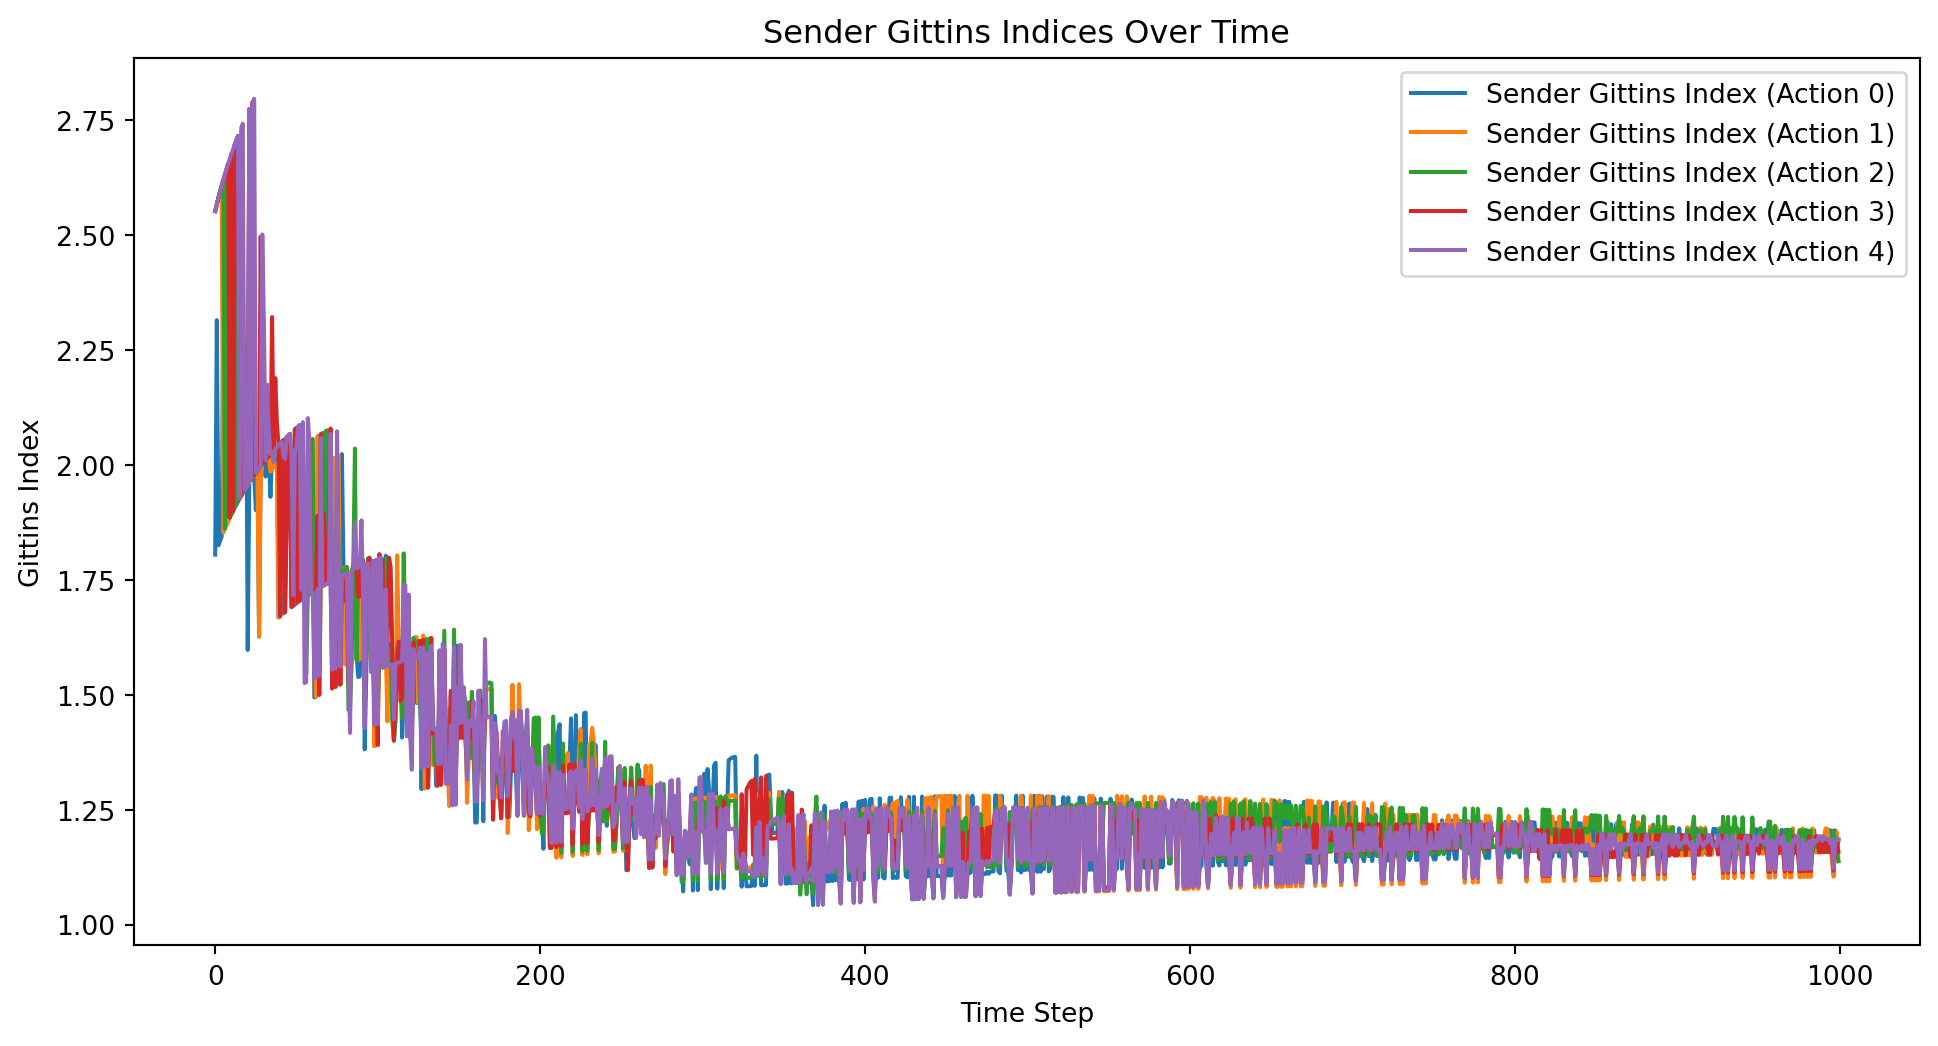 Sender Gittins Indices Over Time
Sender Gittins Index (Action 0)
Sender Gittins Index (Action 1)
Sender Gittins Index (Action 2)
Sender Gittins Index (Action 3)
Sender Gittins Index (Action 4)
Gittins Index
2.75
2.50
2.25
2.00
1.75
1.50
1.25
1.00
0 200 400 600 800 1000
Time Step